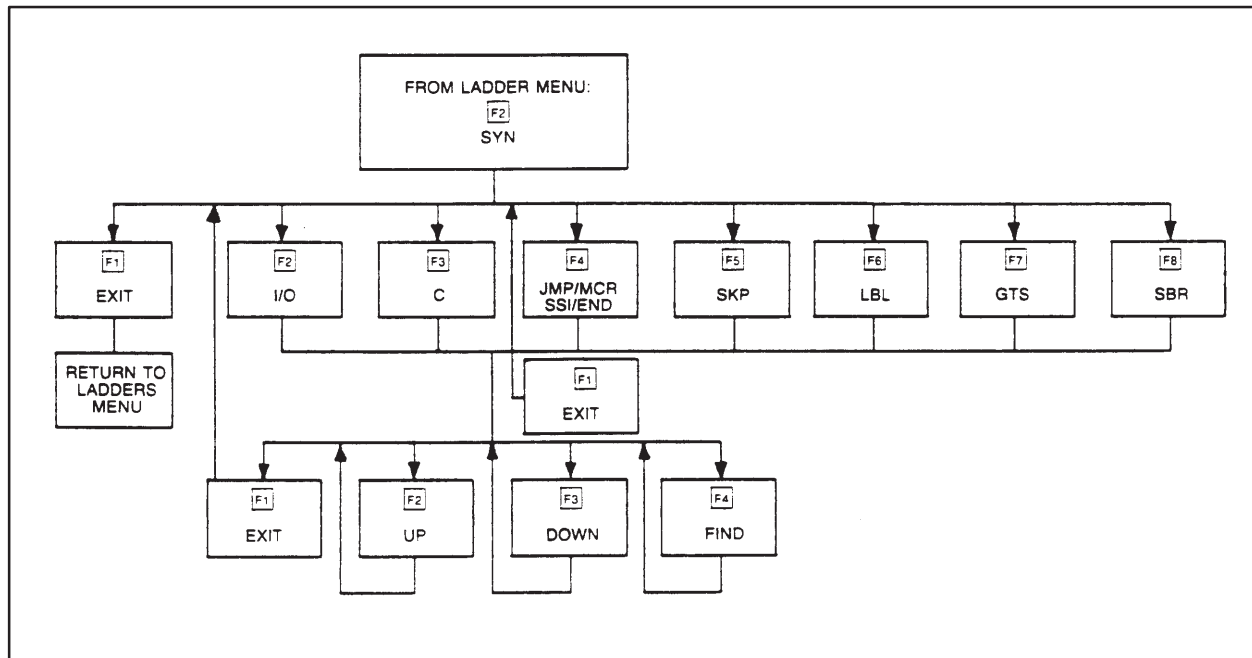 FROM LADDER MENU:
F2
SYN
F1
EXIT
F2
I/O
F3
C
F4
JMP/MCR
SSI/END
F5
SKP
F6
LBL
F7
GTS
F8
SBR
RETURN TO
LADDERS
MENU
F1
EXIT
F1
EXIT
F2
UP
F3
DOWN
F4
FIND